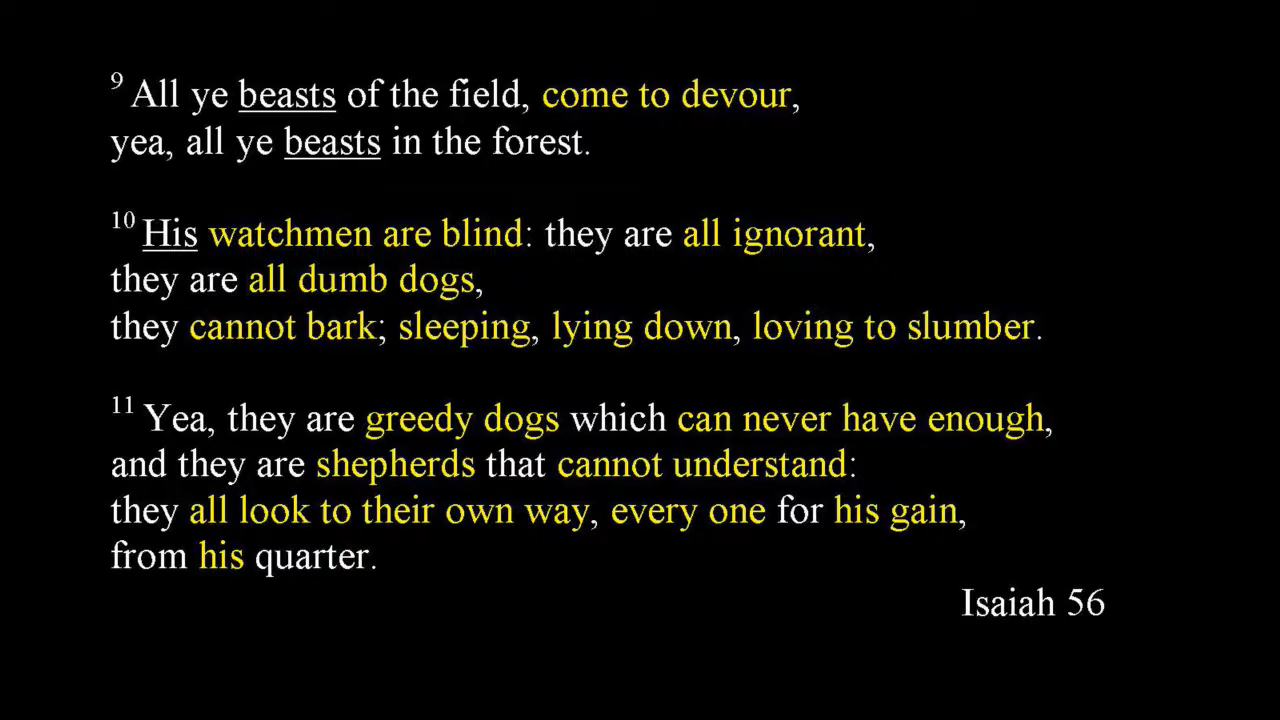 9 All ye beasts of the field, come to devour,
yea, all ye beasts in the forest.
10 His watchmen are blind: they are all ignorant,
they are all dumb dogs,
they cannot bark; sleeping, lying down, loving to slumber.
11 Yea, they are greedy dogs which can never have enough,
and they are shepherds that cannot understand:
they all look to their own way, every one for his gain,
from his quarter.
Isaiah 56